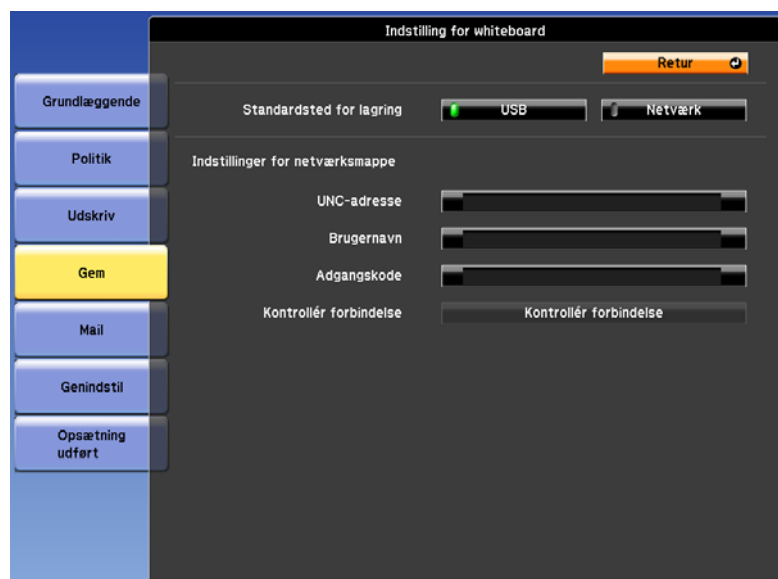 Indstilling for whiteboard
Retur
Grundlæggende
Politik
Udskriv
Gem
Mail
Genindstil
Opsætning
udført
Standardsted for lagring USB Netværk
Indstillinger for netværksmappe
UNC-adresse
Brugernavn
Adgangskode
Kontrollér forbindelse Kontrollér forbindelse